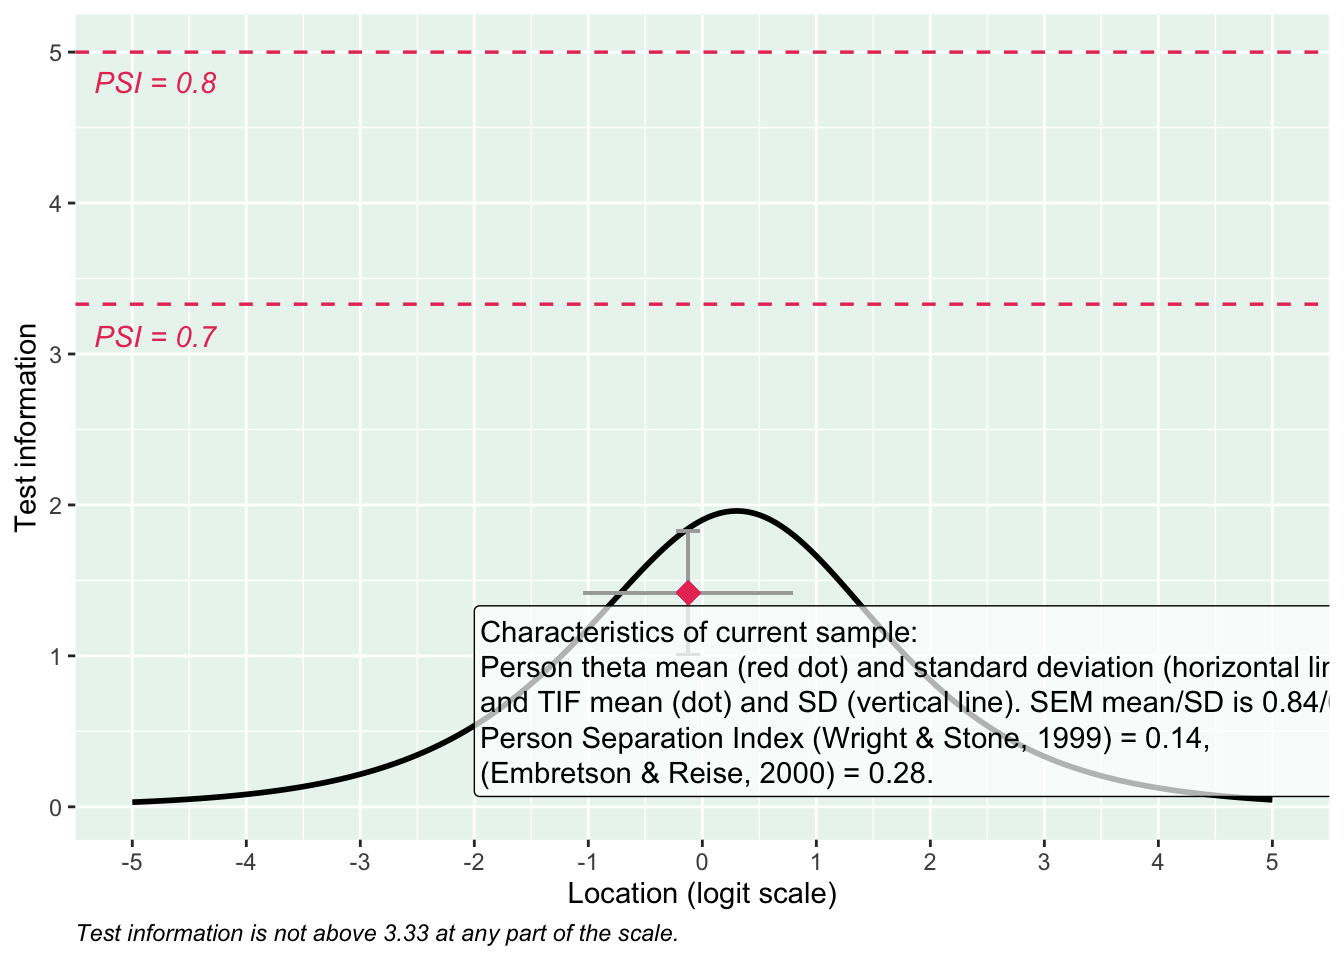 5
PSI = 0.8
4
PSI = 0.7
3
Test information
2
1
0
Characteristics of current sample:
Person theta mean (red dot) and standard deviation (horizontal
and TIF mean (dot) and SD (vertical line). SEM mean/SD is 0.84/
Person Separation Index (Wright & Stone, 1999) = 0.14,
(Embretson & Reise, 2000) = 0.28.
-5 -4 -3 -2 -1 0 1 2 3 4 5
Location (logit scale)
Test information is not above 3.33 at any part of the scale.